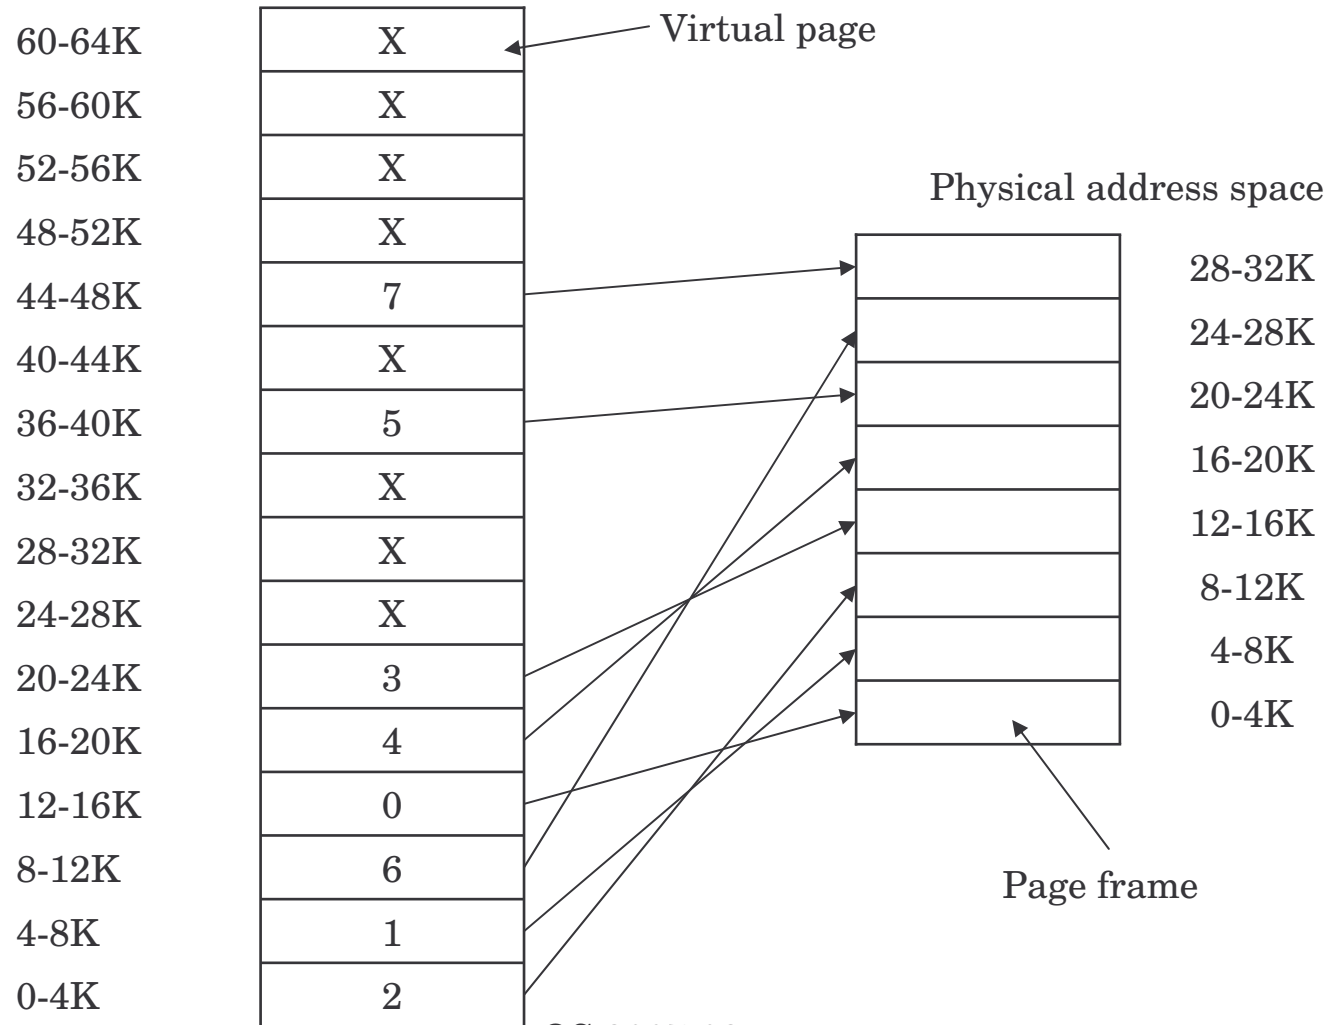 Virtual page
60-64K X
56-60K X
52-56K X
48-52K X
44-48K 7
40-44K X
36-40K 5
32-36K X
28-32K X
24-28K X
20-24K 3
16-20K 4
12-16K 0
8-12K 6
4-8K 1
0-4K 2
Physical address space
28-32K
24-28K
20-24K
16-20K
12-16K
8-12K
4-8K
0-4K
Page frame